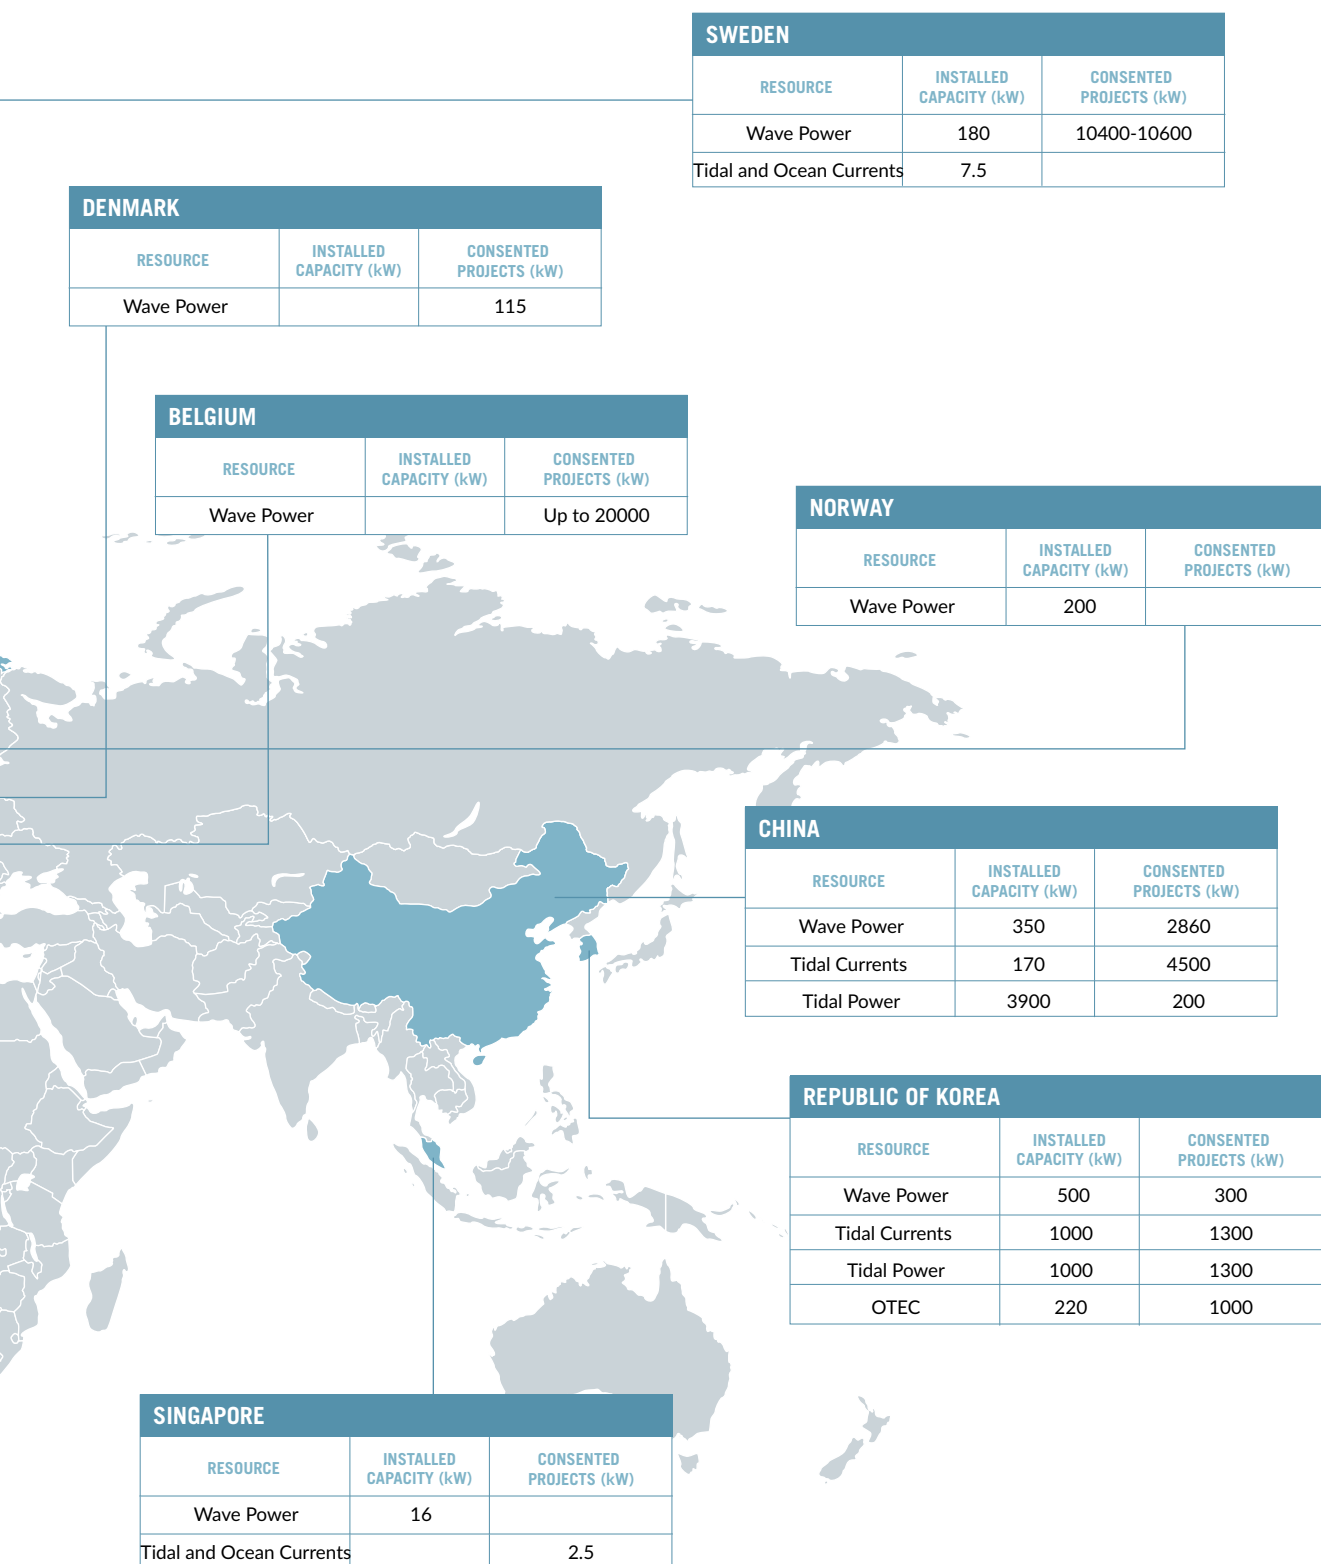 SWEDEN
RESOURCE
INSTALLED
CAPACITY (kW)
CONSENTED
PROJECTS (kW)
Wave Power 180 10400-10600
Tidal and Ocean Currents 7.5
DENMARK
RESOURCE
INSTALLED
CAPACITY (kW)
CONSENTED
PROJECTS (kW)
Wave Power 115
BELGIUM
RESOURCE
INSTALLED
CAPACITY (kW)
CONSENTED
PROJECTS (kW)
Wave Power Up to 20000
NORWAY
RESOURCE
INSTALLED
CAPACITY (kW)
CONSENTED
PROJECTS (kW)
Wave Power 200
CHINA
RESOURCE
INSTALLED
CAPACITY (kW)
CONSENTED
PROJECTS (kW)
Wave Power 350 2860
Tidal Currents 170 4500
Tidal Power 3900 200
REPUBLIC OF KOREA
RESOURCE
INSTALLED
CAPACITY (kW)
CONSENTED
PROJECTS (kW)
Wave Power 500 300
Tidal Currents 1000 1300
Tidal Power 1000 1300
OTEC 220 1000
SINGAPORE
RESOURCE
INSTALLED
CAPACITY (kW)
CONSENTED
PROJECTS (kW)
Wave Power 16
Tidal and Ocean Currents 2.5